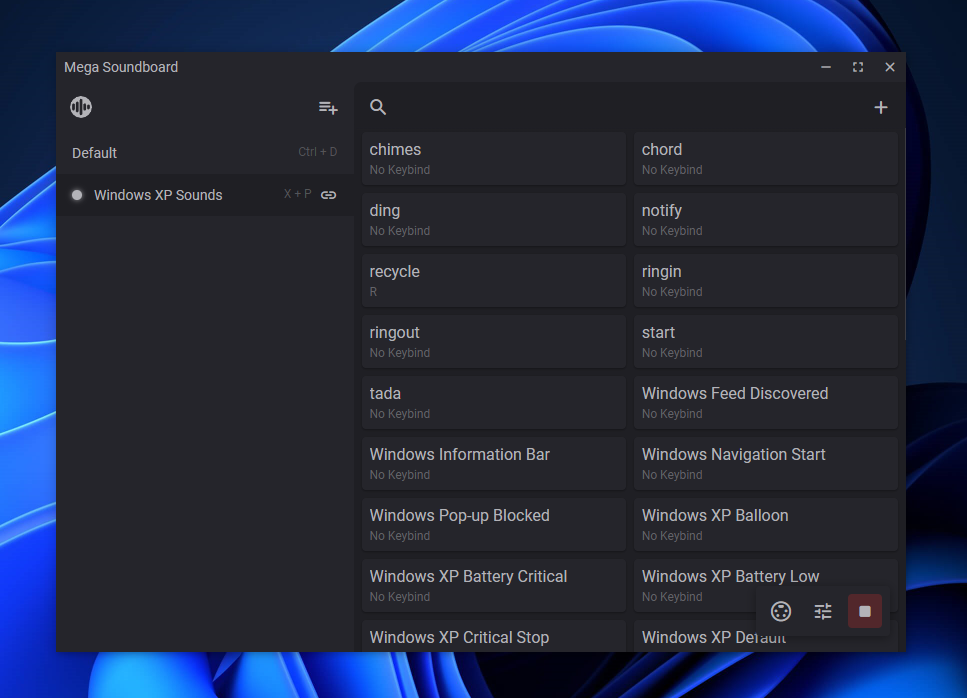 Mega Soundboard
Default Ctrl + D
Windows XP Sounds X + P
chimes
No Keybind
chord
No Keybind
ding
No Keybind
notify
No Keybind
recycle
R
ringin
No Keybind
ringout
No Keybind
start
No Keybind
tada
No Keybind
Windows Feed Discovered
No Keybind
Windows Information Bar
No Keybind
Windows Navigation Start
No Keybind
Windows Pop-up Blocked
No Keybind
Windows XP Balloon
No Keybind
Windows XP Battery Critical
No Keybind
Windows XP Battery Low
No Keybind
Windows XP Critical Stop
Windows XP Default